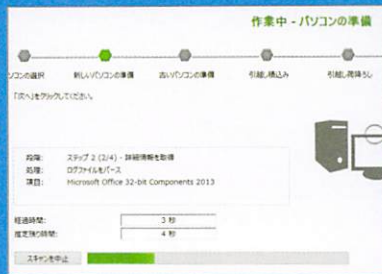 作業中 - パソコンの準備
ソコンの選択 新しいパソコンの準備 古いパソコンの準備 引越し積込み 引越し荷降ろし
「次へ」をクリックしてください。
段階: ステップ 2 (2/4) - 詳細情報を取得
処理: ログファイルをパース
項目: Microsoft Office 32-bit Components 2013
経過時間: 3 秒
推定残り時間: 4 秒
スキャンを中止